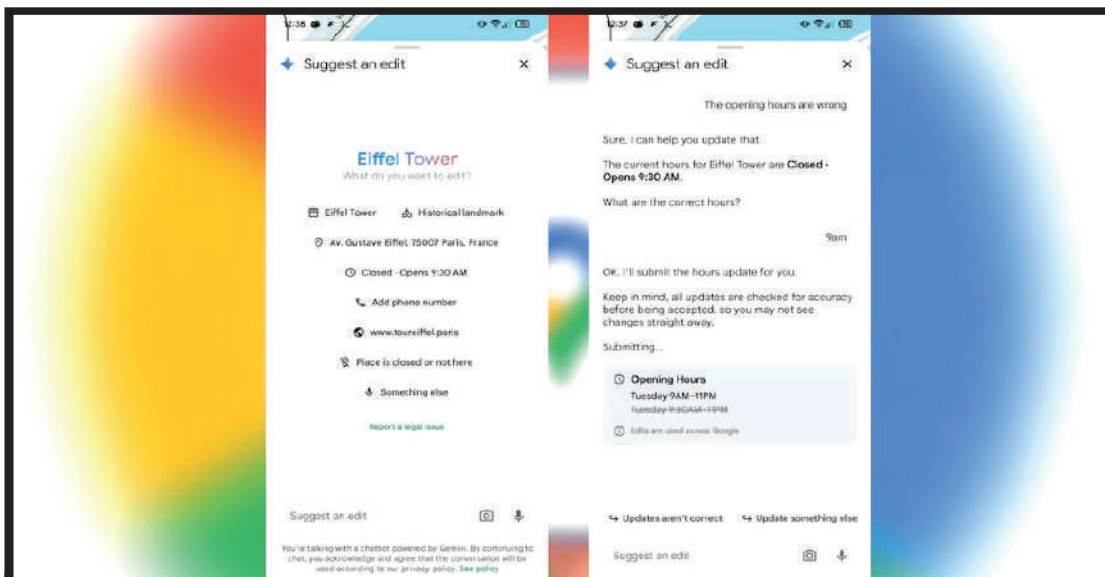 12:38
Suggest an edit
Eiffel Tower
What do you want to edit?
Eiffel Tower Historical landmark
Av. Gustave Eiffel, 75007 Paris, France
Closed · Opens 9:30 AM
Add phone number
www.toureiffel.paris
Place is closed or not here
Something else
Report a legal issue
Suggest an edit
You're talking with a chatbot powered by Gemini. By continuing to
chat, you acknowledge and agree that the conversation will be
used according to our privacy policy. See policy
12:37
Suggest an edit
The opening hours are wrong
Sure, I can help you update that.
The current hours for Eiffel Tower are Closed ·
Opens 9:30 AM.
What are the correct hours?
9am
OK, I'll submit the hours update for you.
Keep in mind, all updates are checked for accuracy
before being accepted, so you may not see
changes straight away.
Submitting...
Opening Hours
Tuesday 9AM–11PM
Tuesday 9:30AM–11PM
Edits are used across Google
Updates aren't correct Update something else
Suggest an edit